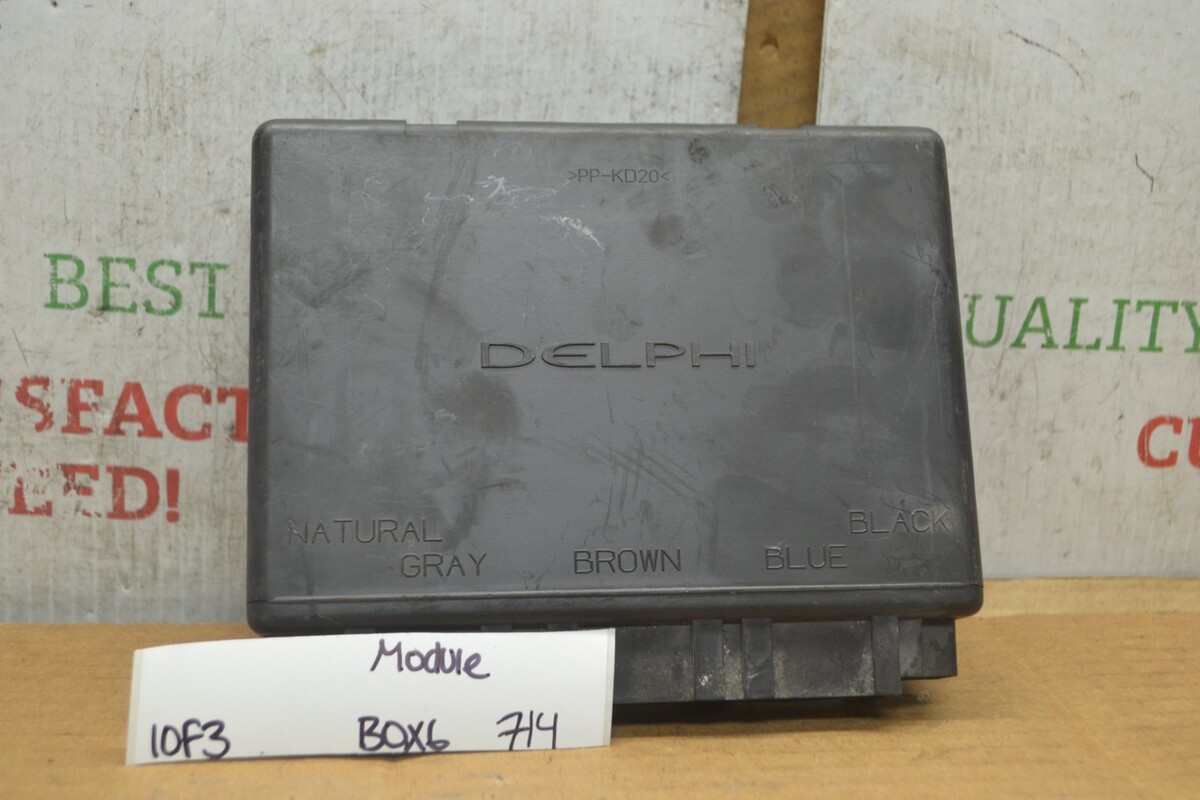 >PP-KD20<
BEST
UALITY
DELPHI
SFACT
CU
ED!
NATURAL
GRAY
BROWN
BLUE
BLACK
Module
1OF3 BOX6 714